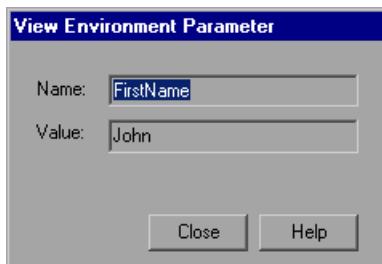 View Environment Parameter
Name: FirstName
Value: John
Close Help